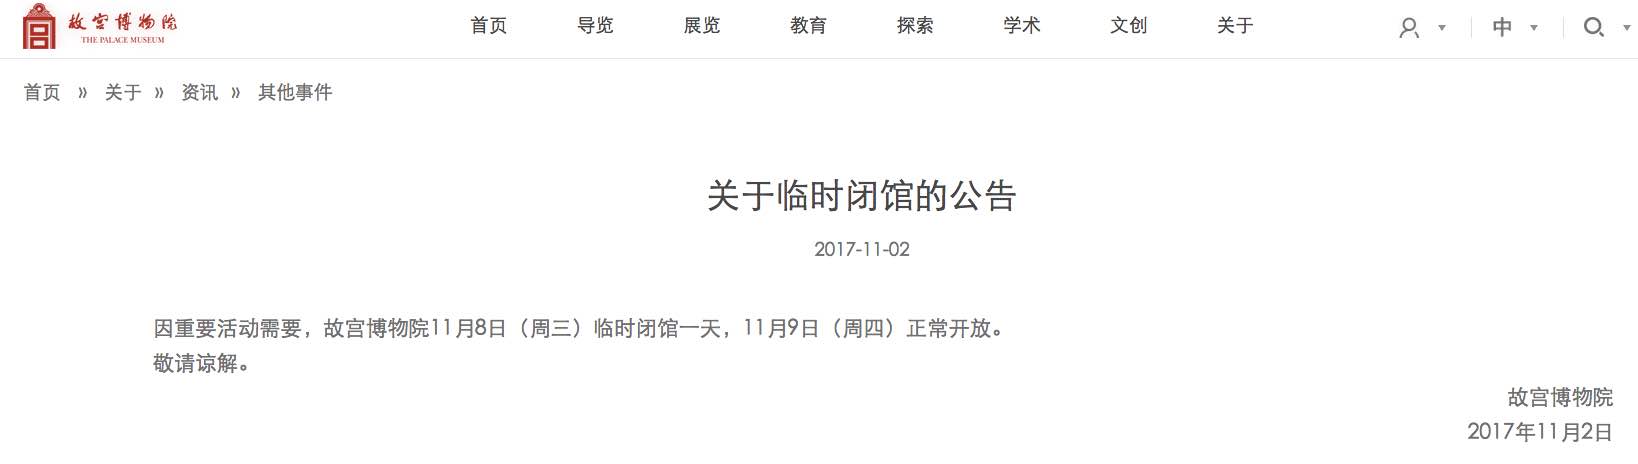 故宫博物院
THE PALACE MUSEUM
首页 导览 展览 教育 探索 学术 文创 关于 中
首页 » 关于 » 资讯 » 其他事件
关于临时闭馆的公告
2017-11-02
因重要活动需要，故宫博物院11月8日（周三）临时闭馆一天，11月9日（周四）正常开放。
敬请谅解。
故宫博物院
2017年11月2日